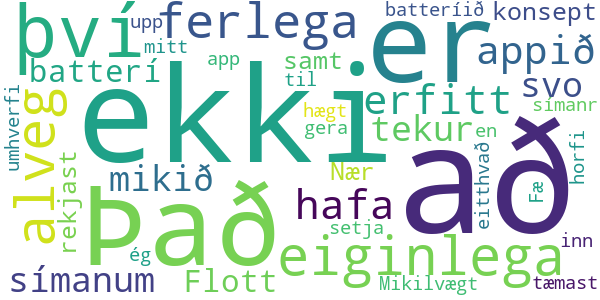 því
upp
mitt
ferlega
er
batteríið
konsept
batterí
app
samt
til
appið
svo
umhverfi
alveg
ekki
hægt
gera
erfitt
símanr
rekjast
mikið
Nær
tekur
en
að
eitthvað
horfi
Það
hafa
Fæ
ég
setja
eiginlega
inn
símanum
Flott
Mikilvægt
tæmast